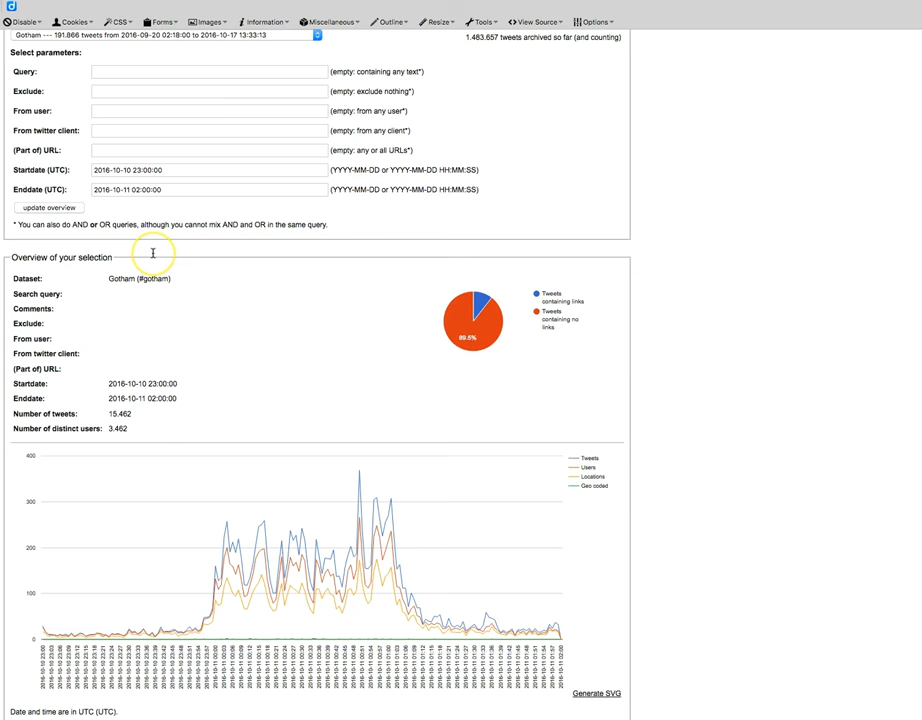 Disable Cookies CSS Forms Images Information Miscellaneous Outline Resize Tools View Source Options
Gotham --- 191.866 tweets from 2016-09-20 02:18:00 to 2016-10-17 13:33:13
1.483.657 tweets archived so far (and counting)
Select parameters:
Query: (empty: containing any text*)
Exclude: (empty: exclude nothing*)
From user: (empty: from any user*)
From twitter client: (empty: from any client*)
(Part of) URL: (empty: any or all URLs*)
Startdate (UTC): 2016-10-10 23:00:00 (YYYY-MM-DD or YYYY-MM-DD HH:MM:SS)
Enddate (UTC): 2016-10-11 02:00:00 (YYYY-MM-DD or YYYY-MM-DD HH:MM:SS)
update overview
* You can also do AND or OR queries, although you cannot mix AND and OR in the same query.
Overview of your selection
Dataset: Gotham (#gotham)
Search query:
Comments:
Exclude:
From user:
From twitter client:
(Part of) URL:
Startdate: 2016-10-10 23:00:00
Enddate: 2016-10-11 02:00:00
Number of tweets: 15.462
Number of distinct users: 3.462
Tweets
containing links
Tweets
containing no
links
89.5%
400
300
200
100
0
Tweets
Users
Locations
Geo coded
Generate SVG
Date and time are in UTC (UTC).